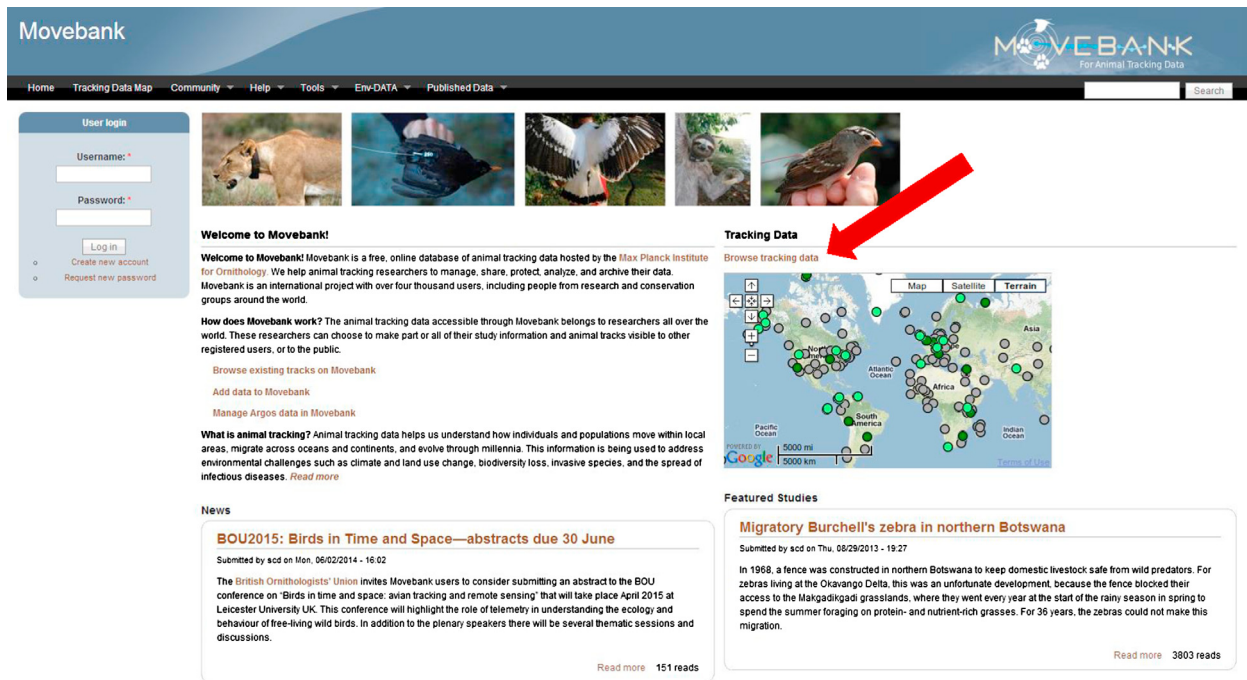 Movebank
MOVEBANK
For Animal Tracking Data
Home Tracking Data Map Community Help Tools Env-DATA Published Data
Search
User login
Username: *
Password: *
Log in
Create new account
Request new password
Welcome to Movebank!
Welcome to Movebank! Movebank is a free, online database of animal tracking data hosted by the Max Planck Institute
for Ornithology. We help animal tracking researchers to manage, share, protect, analyze, and archive their data.
Movebank is an international project with over four thousand users, including people from research and conservation
groups around the world.
How does Movebank work? The animal tracking data accessible through Movebank belongs to researchers all over the
world. These researchers can choose to make part or all of their study information and animal tracks visible to other
registered users, or to the public.
Browse existing tracks on Movebank
Add data to Movebank
Manage Argos data in Movebank
What is animal tracking? Animal tracking data helps us understand how individuals and populations move within local
areas, migrate across oceans and continents, and evolve through millennia. This information is being used to address
environmental challenges such as climate and land use change, biodiversity loss, invasive species, and the spread of
infectious diseases. Read more
Tracking Data
Browse tracking data
Map Satellite Terrain
Asia
Atlantic
Ocean
Africa
South
America
Pacific
Ocean
Indian
Ocean
POWERED BY
Google
5000 mi
5000 km
Terms of Use
News
BOU2015: Birds in Time and Space—abstracts due 30 June
Submitted by scd on Mon, 06/02/2014 - 16:02
The British Ornithologists' Union invites Movebank users to consider submitting an abstract to the BOU
conference on "Birds in time and space: avian tracking and remote sensing" that will take place April 2015 at
Leicester University UK. This conference will highlight the role of telemetry in understanding the ecology and
behaviour of free-living wild birds. In addition to the plenary speakers there will be several thematic sessions and
discussions.
Read more 151 reads
Featured Studies
Migratory Burchell's zebra in northern Botswana
Submitted by scd on Thu, 08/29/2013 - 19:27
In 1968, a fence was constructed in northern Botswana to keep domestic livestock safe from wild predators. For
zebras living at the Okavango Delta, this was an unfortunate development, because the fence blocked their
access to the Makgadikgadi grasslands, where they went every year at the start of the rainy season in spring to
spend the summer foraging on protein- and nutrient-rich grasses. For 36 years, the zebras could not make this
migration.
Read more 3803 reads